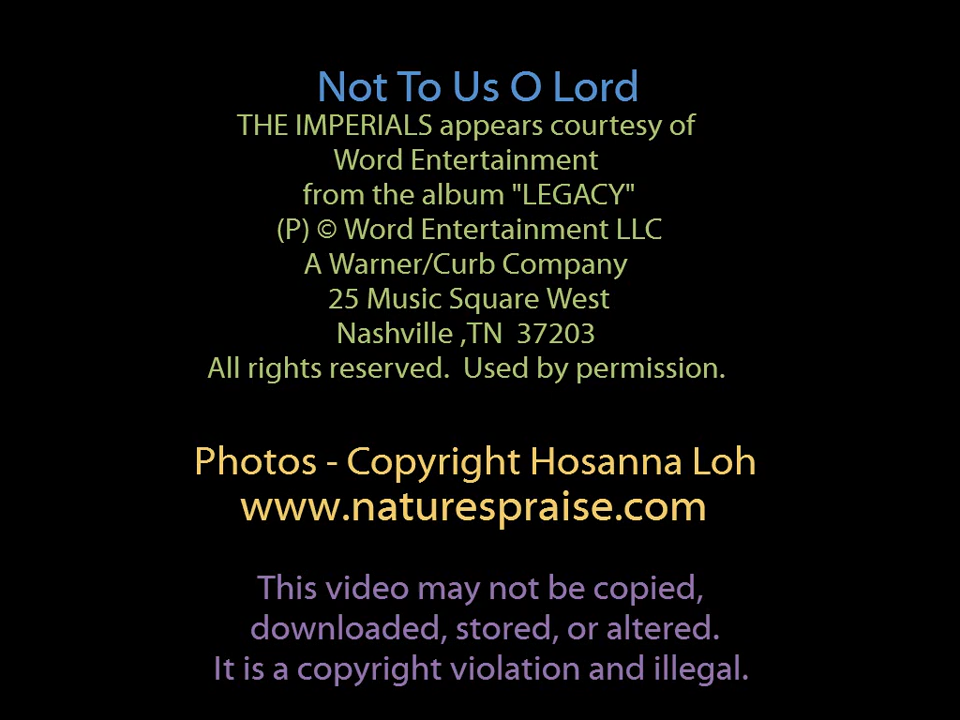 Not To Us O Lord
THE IMPERIALS appears courtesy of
Word Entertainment
from the album "LEGACY"
(P) © Word Entertainment LLC
A Warner/Curb Company
25 Music Square West
Nashville ,TN  37203
All rights reserved.  Used by permission.
Photos - Copyright Hosanna Loh
www.naturespraise.com
This video may not be copied,
downloaded, stored, or altered.
It is a copyright violation and illegal.